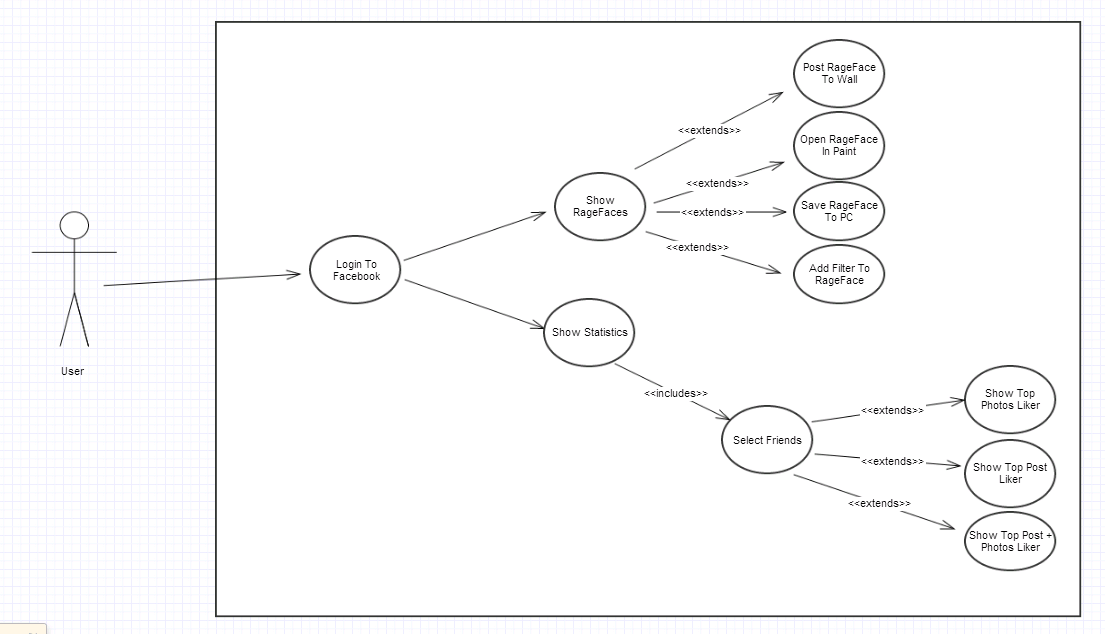 Post RageFace
To Wall
<<extends>>
Open RageFace
In Paint
<<extends>>
Show
RageFaces
<<extends>>
Save RageFace
To PC
<<extends>>
Add Filter To
RageFace
Login To
Facebook
User
Show Statistics
<<includes>>
Select Friends
<<extends>>
Show Top
Photos Liker
<<extends>>
Show Top Post
Liker
<<extends>>
Show Top Post +
Photos Liker